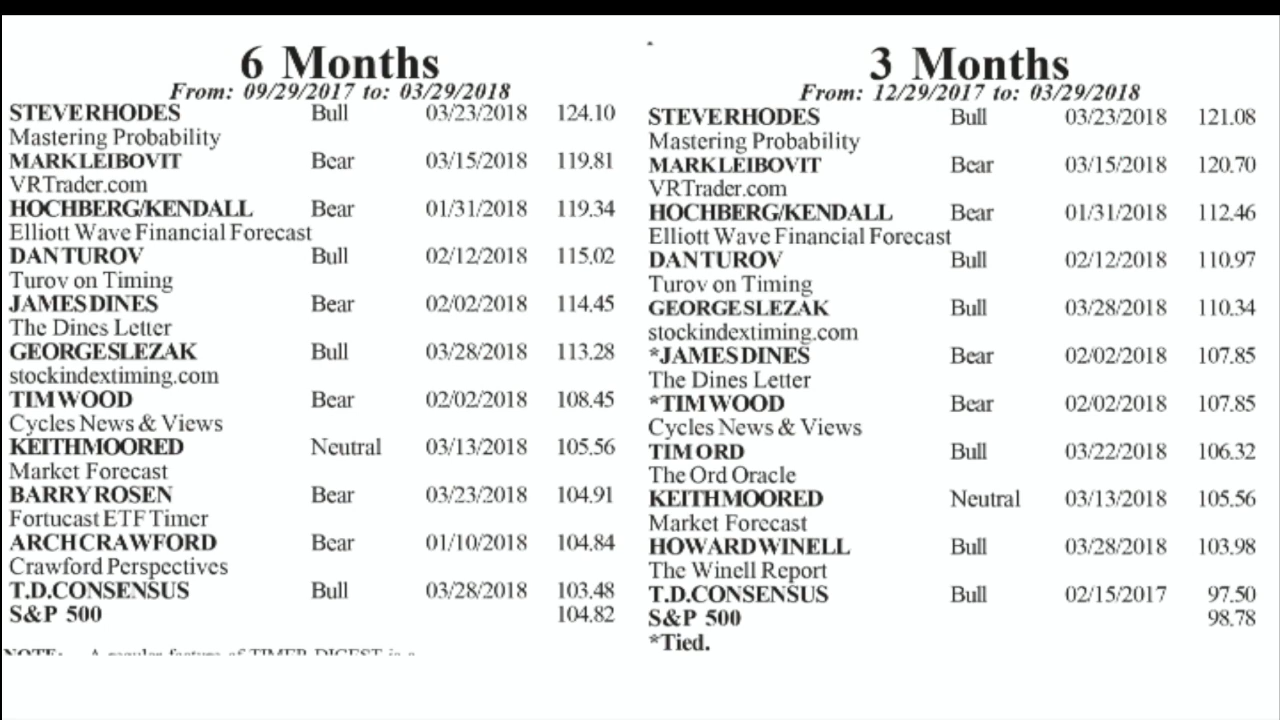 6 Months
From: 09/29/2017 to: 03/29/2018
STEVE RHODES Bull 03/23/2018 124.10
Mastering Probability
MARK LEIBOVIT Bear 03/15/2018 119.81
VRTrader.com
HOCHBERG/KENDALL Bear 01/31/2018 119.34
Elliott Wave Financial Forecast
DAN TUROV Bull 02/12/2018 115.02
Turov on Timing
JAMES DINES Bear 02/02/2018 114.45
The Dines Letter
GEORGE SLEZAK Bull 03/28/2018 113.28
stockindextiming.com
TIM WOOD Bear 02/02/2018 108.45
Cycles News & Views
KEITH MOORED Neutral 03/13/2018 105.56
Market Forecast
BARRY ROSEN Bear 03/23/2018 104.91
Fortucast ETF Timer
ARCH CRAWFORD Bear 01/10/2018 104.84
Crawford Perspectives
T.D. CONSENSUS Bull 03/28/2018 103.48
S&P 500 104.82
NOTE: A regular feature of TIMER DIGEST is a
3 Months
From: 12/29/2017 to: 03/29/2018
STEVE RHODES Bull 03/23/2018 121.08
Mastering Probability
MARK LEIBOVIT Bear 03/15/2018 120.70
VRTrader.com
HOCHBERG/KENDALL Bear 01/31/2018 112.46
Elliott Wave Financial Forecast
DAN TUROV Bull 02/12/2018 110.97
Turov on Timing
GEORGE SLEZAK Bull 03/28/2018 110.34
stockindextiming.com
*JAMES DINES Bear 02/02/2018 107.85
The Dines Letter
*TIM WOOD Bear 02/02/2018 107.85
Cycles News & Views
TIM ORD Bull 03/22/2018 106.32
The Ord Oracle
KEITH MOORED Neutral 03/13/2018 105.56
Market Forecast
HOWARD WINELL Bull 03/28/2018 103.98
The Winell Report
T.D. CONSENSUS Bull 02/15/2017 97.50
S&P 500 98.78
*Tied.